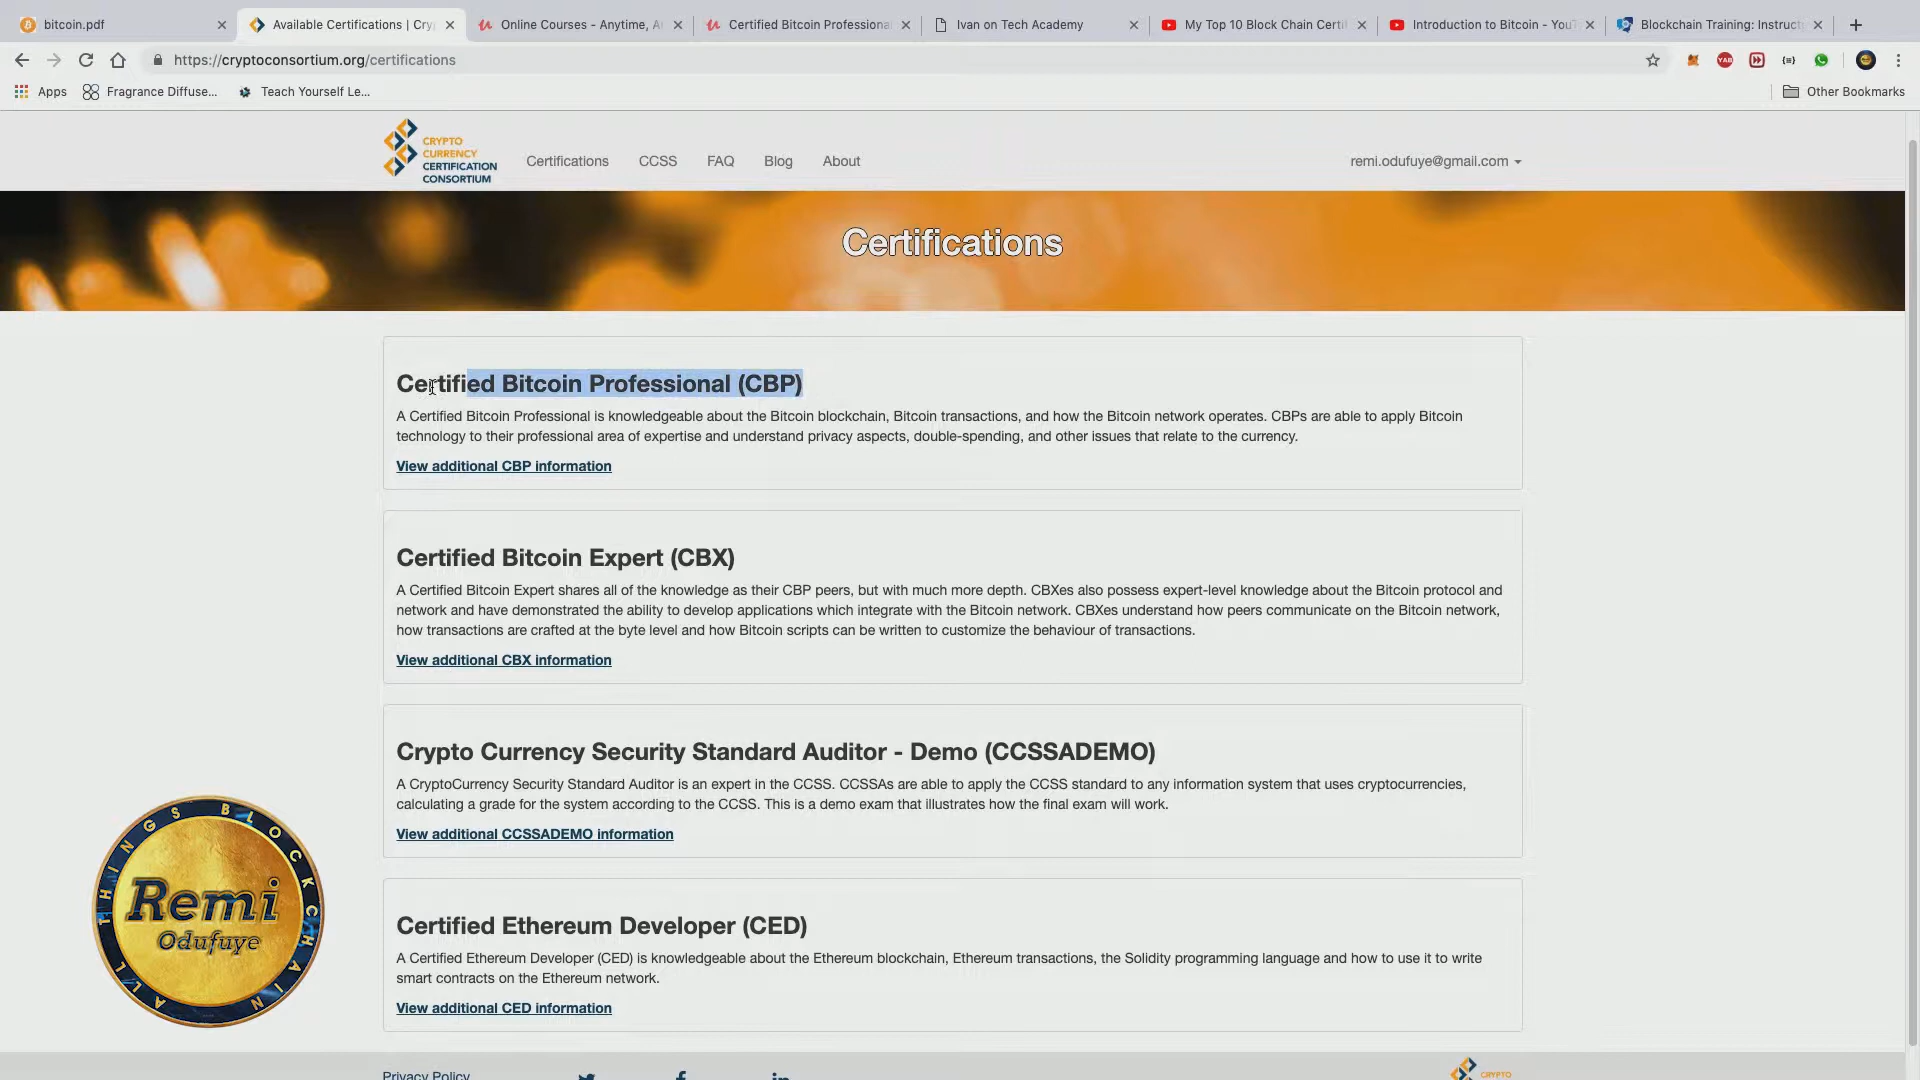 bitcoin.pdf
Available Certifications | Cry
Online Courses - Anytime, A
Certified Bitcoin Professiona
Ivan on Tech Academy
My Top 10 Block Chain Certi
Introduction to Bitcoin - YouT
Blockchain Training: Instruct
https://cryptoconsortium.org/certifications
YAB
Apps
Fragrance Diffuse...
Teach Yourself Le...
Other Bookmarks
CRYPTO
CURRENCY
CERTIFICATION
CONSORTIUM
Certifications
CCSS
FAQ
Blog
About
remi.odufuye@gmail.com
Certifications
Certified Bitcoin Professional (CBP)
A Certified Bitcoin Professional is knowledgeable about the Bitcoin blockchain, Bitcoin transactions, and how the Bitcoin network operates. CBPs are able to apply Bitcoin
technology to their professional area of expertise and understand privacy aspects, double-spending, and other issues that relate to the currency.
View additional CBP information
Certified Bitcoin Expert (CBX)
A Certified Bitcoin Expert shares all of the knowledge as their CBP peers, but with much more depth. CBXes also possess expert-level knowledge about the Bitcoin protocol and
network and have demonstrated the ability to develop applications which integrate with the Bitcoin network. CBXes understand how peers communicate on the Bitcoin network,
how transactions are crafted at the byte level and how Bitcoin scripts can be written to customize the behaviour of transactions.
View additional CBX information
Crypto Currency Security Standard Auditor - Demo (CCSSADEMO)
A CryptoCurrency Security Standard Auditor is an expert in the CCSS. CCSSAs are able to apply the CCSS standard to any information system that uses cryptocurrencies,
calculating a grade for the system according to the CCSS. This is a demo exam that illustrates how the final exam will work.
View additional CCSSADEMO information
Certified Ethereum Developer (CED)
A Certified Ethereum Developer (CED) is knowledgeable about the Ethereum blockchain, Ethereum transactions, the Solidity programming language and how to use it to write
smart contracts on the Ethereum network.
View additional CED information
ALL THINGS BLOCKCHAIN
Remi
Odufuye
Privacy Policy
CRYPTO